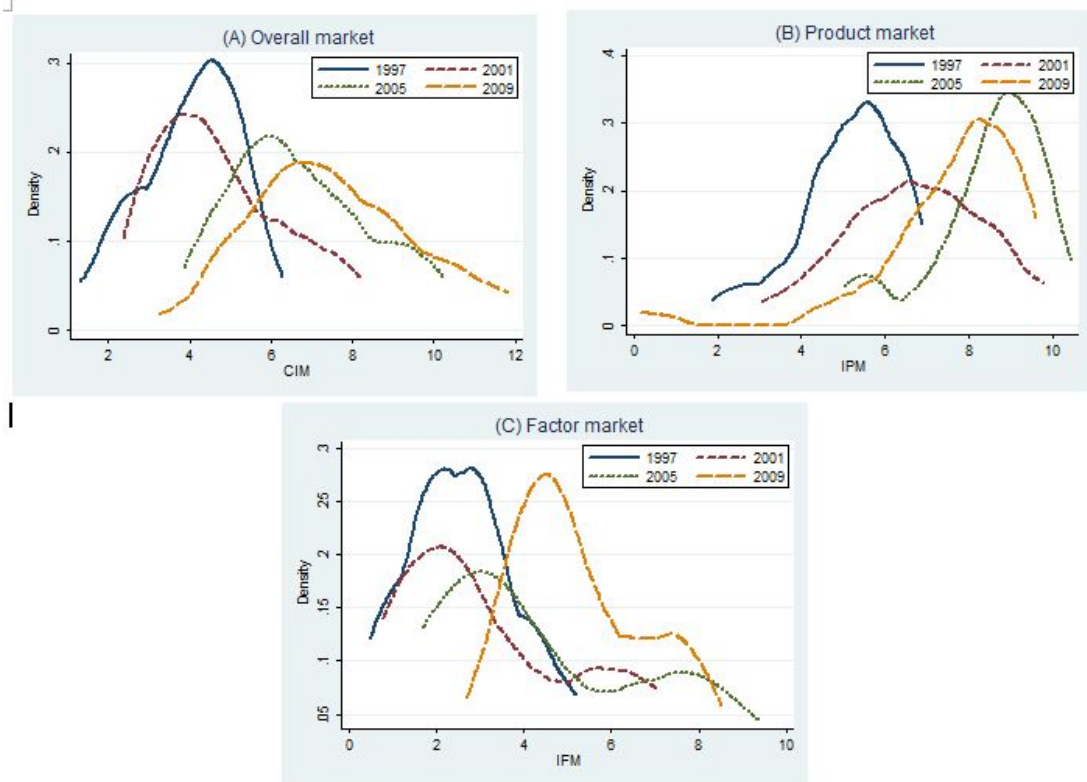 (A) Overall market
1997 2001
2005 2009
Density
0 .1 .2 .3
2 4 6 8 10 12
CIM
(B) Product market
1997 2001
2005 2009
Density
0 .1 .2 .3 .4
0 2 4 6 8 10
IPM
(C) Factor market
1997 2001
2005 2009
Density
.05 .1 .15 .2 .25 .3
0 2 4 6 8 10
IFM